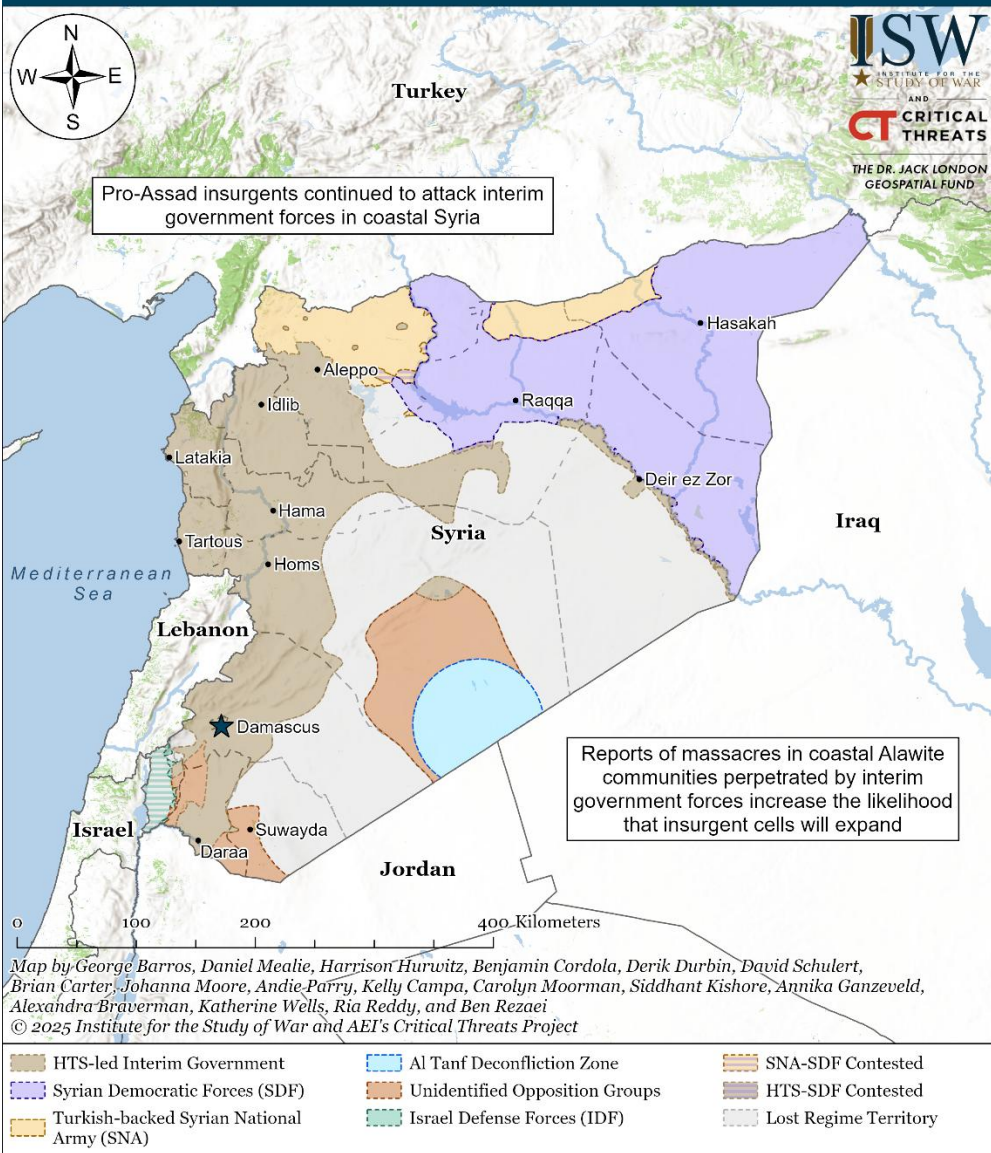 N
W
E
S
ISW
INSTITUTE FOR THE
STUDY OF WAR
AND
CT CRITICAL
THREATS
THE DR. JACK LONDON
GEOSPATIAL FUND
Turkey
Pro-Assad insurgents continued to attack interim
government forces in coastal Syria
Hasakah
Aleppo
Idlib
Raqqa
Latakia
Deir ez Zor
Hama
Iraq
Syria
Tartous
Homs
Mediterranean
Sea
Lebanon
Damascus
Reports of massacres in coastal Alawite
communities perpetrated by interim
government forces increase the likelihood
that insurgent cells will expand
Israel
Suwayda
Daraa
Jordan
0 100 200 400 Kilometers
Map by George Barros, Daniel Mealie, Harrison Hurwitz, Benjamin Cordola, Derik Durbin, David Schulert,
Brian Carter, Johanna Moore, Andie Parry, Kelly Campa, Carolyn Moorman, Siddhant Kishore, Annika Ganzeveld,
Alexandra Braverman, Katherine Wells, Ria Reddy, and Ben Rezaei
© 2025 Institute for the Study of War and AEI's Critical Threats Project
HTS-led Interim Government
Syrian Democratic Forces (SDF)
Turkish-backed Syrian National
Army (SNA)
Al Tanf Deconfliction Zone
Unidentified Opposition Groups
Israel Defense Forces (IDF)
SNA-SDF Contested
HTS-SDF Contested
Lost Regime Territory